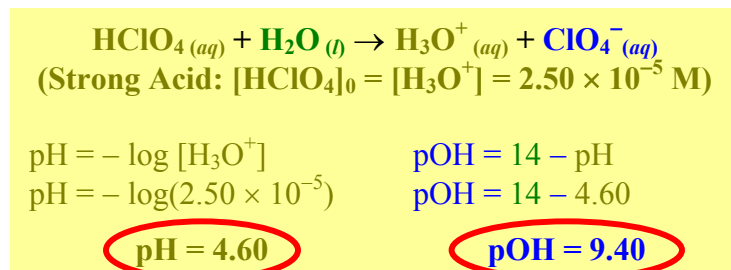 HClO₄ (aq) + H₂O (l) → H₃O⁺ (aq) + ClO₄⁻ (aq)
(Strong Acid: [HClO₄]₀ = [H₃O⁺] = 2.50 × 10⁻⁵ M)
pH = – log [H₃O⁺] pOH = 14 – pH
pH = – log(2.50 × 10⁻⁵) pOH = 14 – 4.60
pH = 4.60 pOH = 9.40